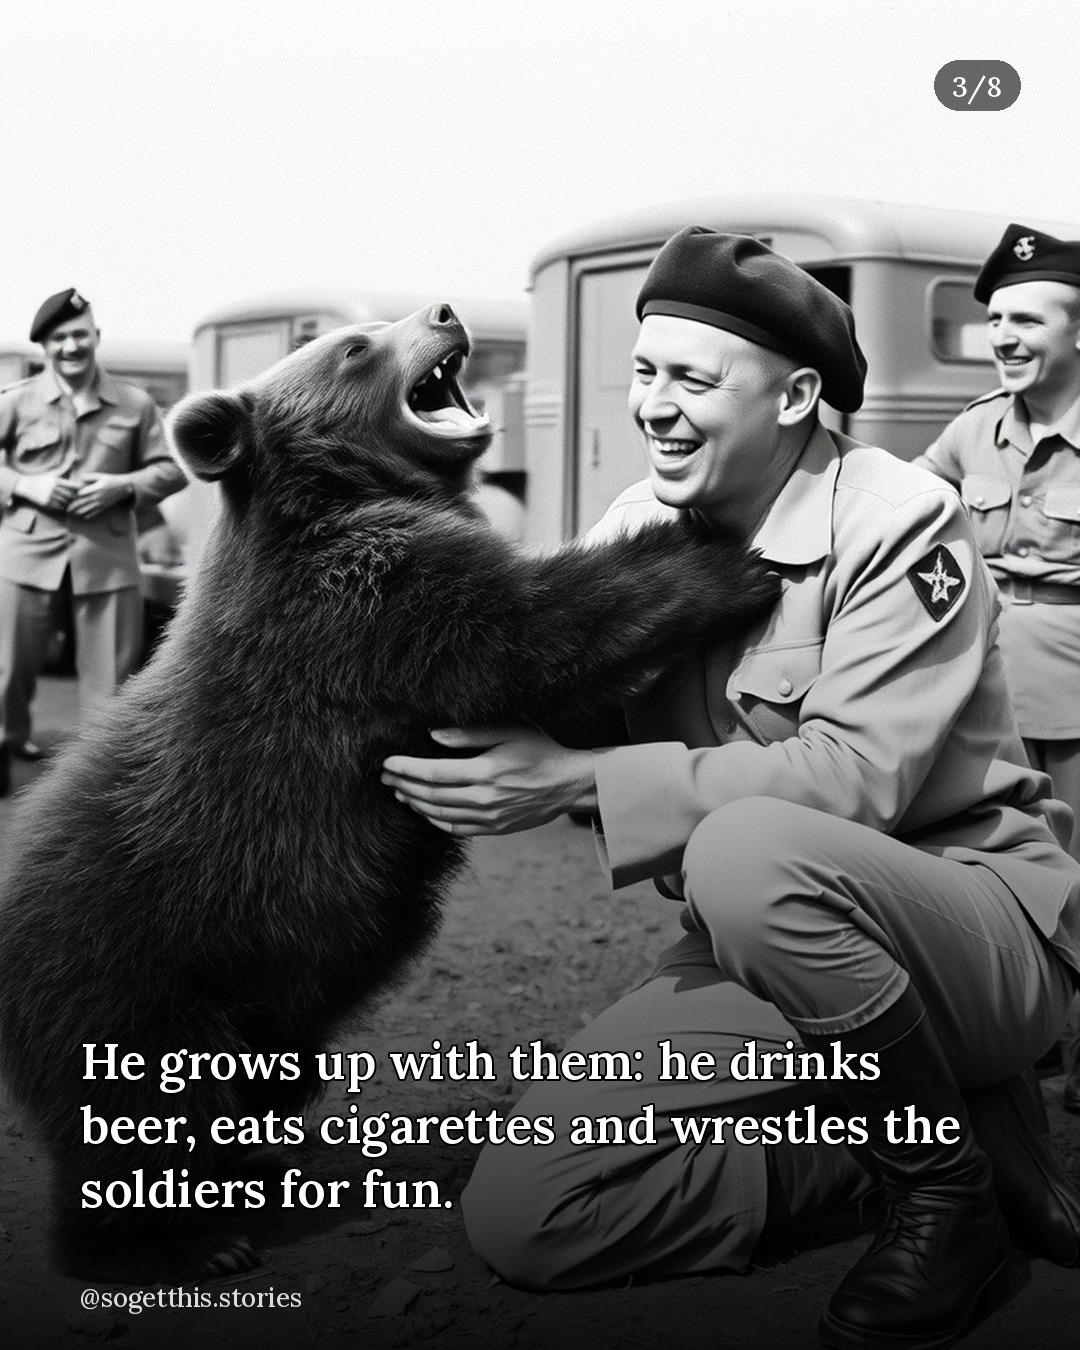 3/8
He grows up with them: he drinks
beer, eats cigarettes and wrestles the
soldiers for fun.
@sogetthis.stories